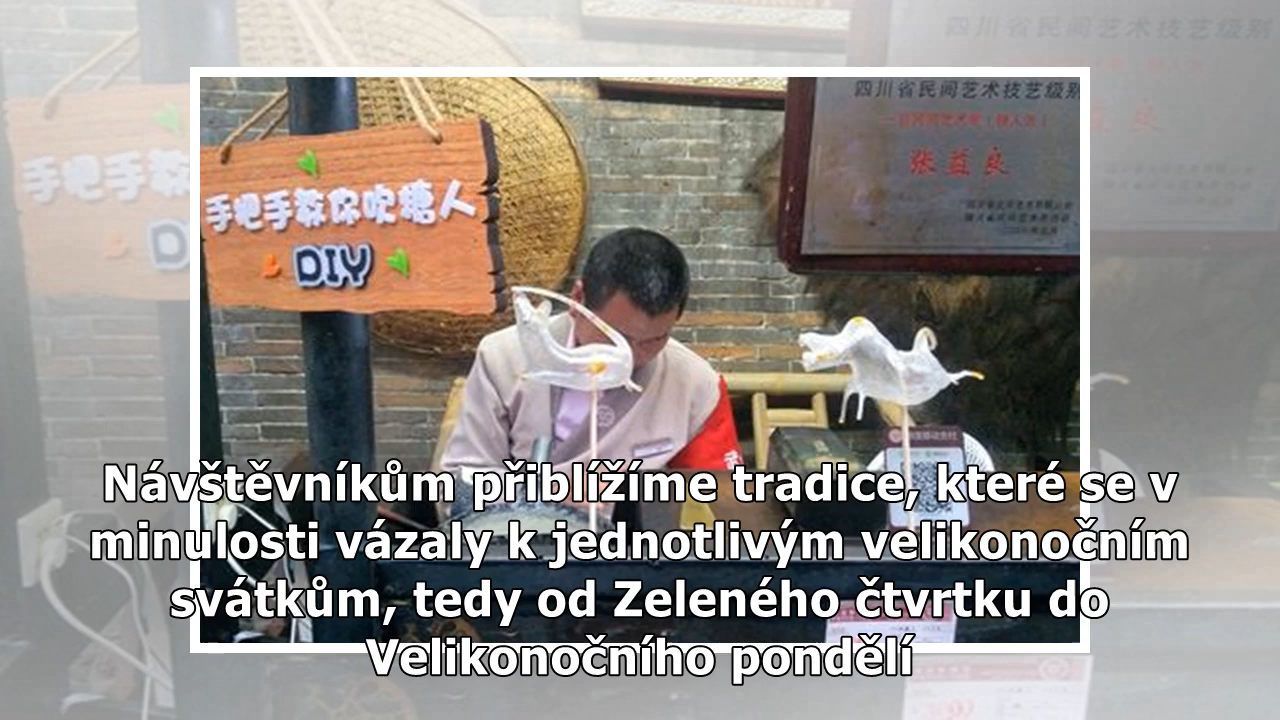 四川省民间艺术技艺级别
张益良
手把手教你吹糖人
DIY
Návštěvníkům přiblížíme tradice, které se v
minulosti vázaly k jednotlivým velikonočním
svátkům, tedy od Zeleného čtvrtku do
Velikonočního pondělí